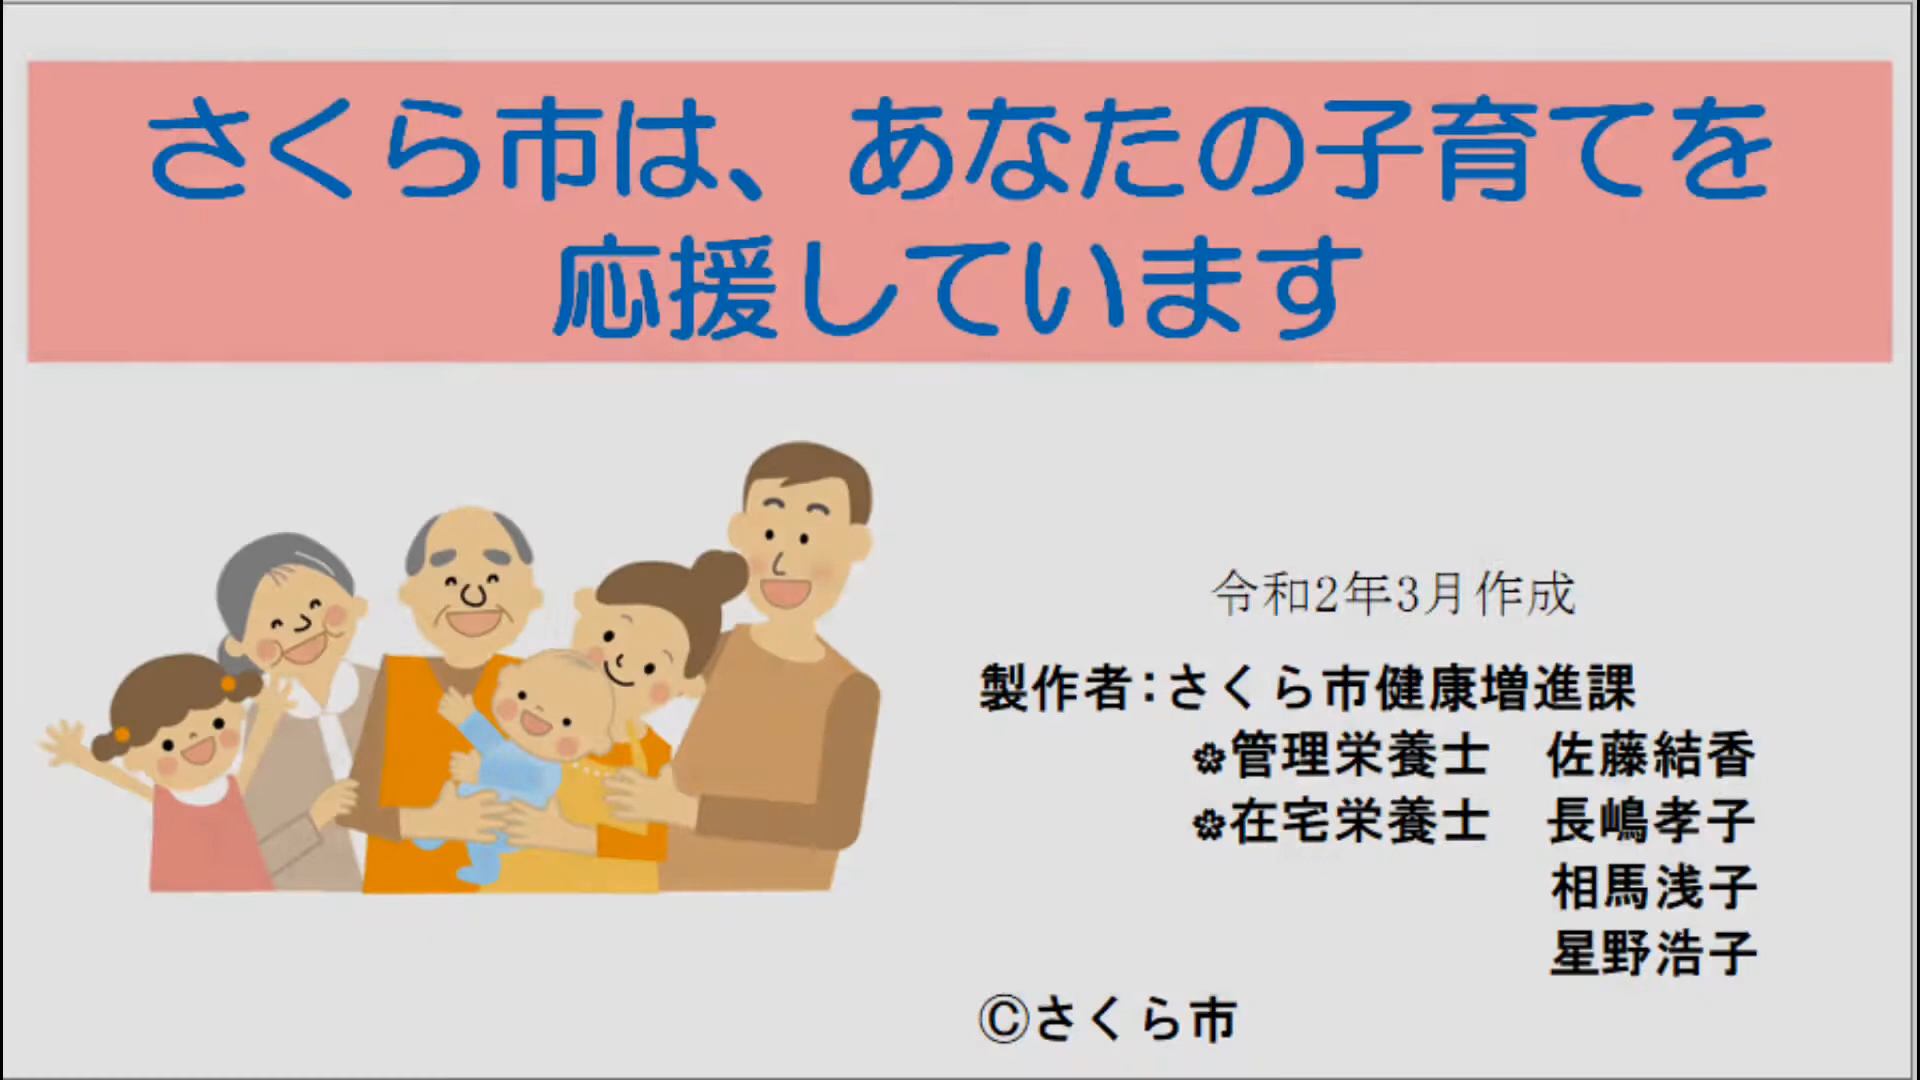 さくら市は、あなたの子育てを
応援しています
令和2年3月作成
製作者：さくら市健康増進課
✿管理栄養士　佐藤結香
✿在宅栄養士　長嶋孝子
相馬浅子
星野浩子
Ⓒさくら市